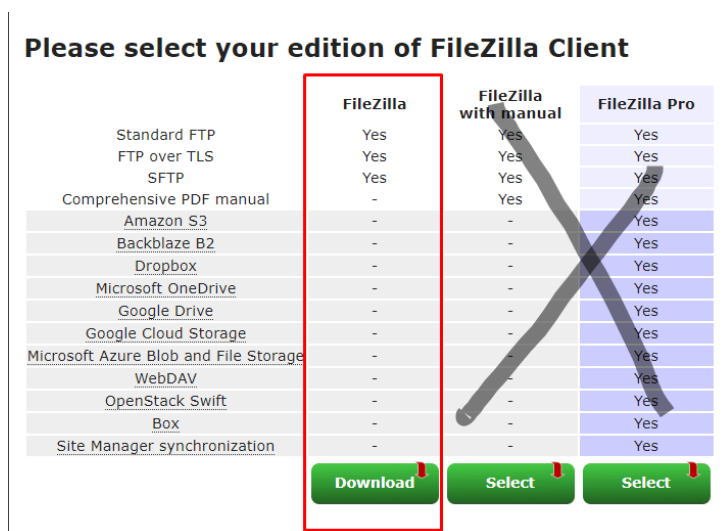 Please select your edition of FileZilla Client
FileZilla FileZilla with manual FileZilla Pro
Standard FTP Yes Yes Yes
FTP over TLS Yes Yes Yes
SFTP Yes Yes Yes
Comprehensive PDF manual - Yes Yes
Amazon S3 - - Yes
Backblaze B2 - - Yes
Dropbox - - Yes
Microsoft OneDrive - - Yes
Google Drive - - Yes
Google Cloud Storage - - Yes
Microsoft Azure Blob and File Storage - - Yes
WebDAV - - Yes
OpenStack Swift - - Yes
Box - - Yes
Site Manager synchronization - - Yes
Download Select Select